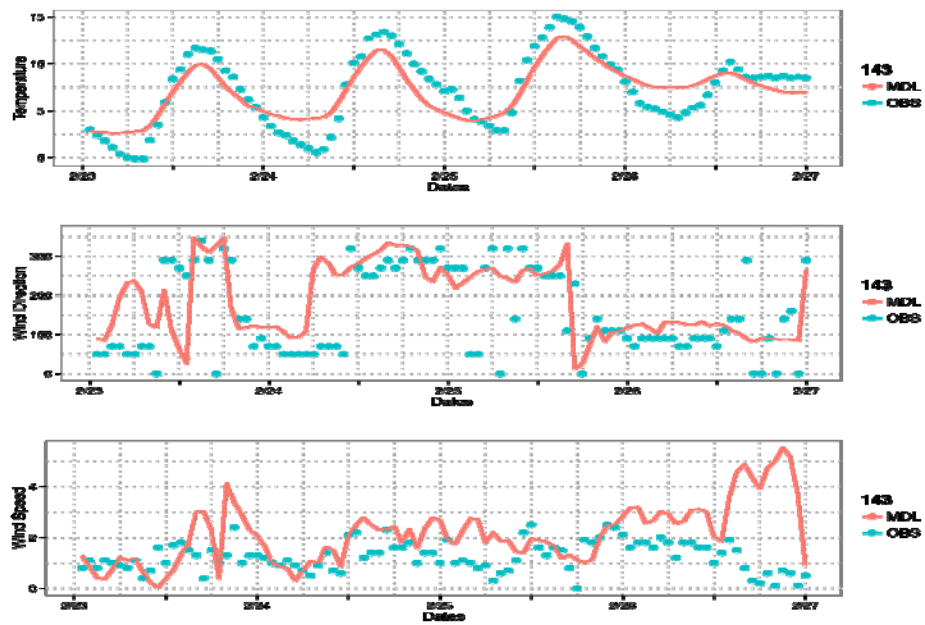 Temperature
15
10
5
0
2/23 2/24 2/25 2/26 2/27
Dates
143
MDL
OBS
Wind Direction
300
200
100
0
2/23 2/24 2/25 2/26 2/27
Dates
143
MDL
OBS
Wind Speed
4
2
0
2/23 2/24 2/25 2/26 2/27
Dates
143
MDL
OBS